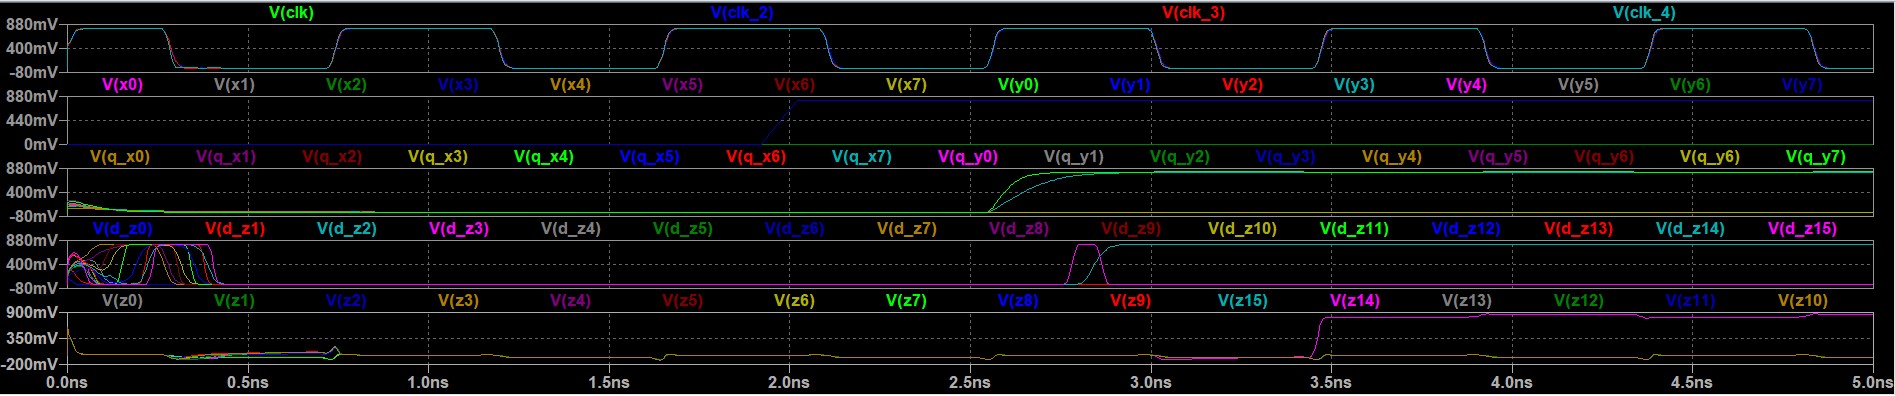 V(clk) V(clk_2) V(clk_3) V(clk_4)
880mV
400mV
-80mV
V(x0) V(x1) V(x2) V(x3) V(x4) V(x5) V(x6) V(x7) V(y0) V(y1) V(y2) V(y3) V(y4) V(y5) V(y6) V(y7)
880mV
440mV
0mV
V(q_x0) V(q_x1) V(q_x2) V(q_x3) V(q_x4) V(q_x5) V(q_x6) V(q_x7) V(q_y0) V(q_y1) V(q_y2) V(q_y3) V(q_y4) V(q_y5) V(q_y6) V(q_y6) V(q_y7)
880mV
400mV
-80mV
V(d_z0) V(d_z1) V(d_z2) V(d_z3) V(d_z4) V(d_z5) V(d_z6) V(d_z7) V(d_z8) V(d_z9) V(d_z10) V(d_z11) V(d_z12) V(d_z13) V(d_z14) V(d_z15)
880mV
400mV
-80mV
V(z0) V(z1) V(z2) V(z3) V(z4) V(z5) V(z6) V(z7) V(z8) V(z9) V(z15) V(z14) V(z13) V(z12) V(z11) V(z10)
900mV
350mV
-200mV
0.0ns 0.5ns 1.0ns 1.5ns 2.0ns 2.5ns 3.0ns 3.5ns 4.0ns 4.5ns 5.0ns